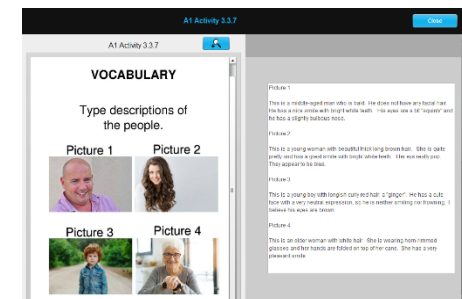 A1 Activity 3.3.7
Close
A1 Activity 3.3.7
VOCABULARY
Type descriptions of
the people.
Picture 1 Picture 2
Picture 3 Picture 4
Picture 1
This is a middle-aged man who is bald. He does not have any facial hair.
He has a nice smile with bright white teeth. His eyes are a bit "squinty" and
he has a slightly bulbous nose.
Picture 2
This is a young woman with beautiful thick long brown hair. She is quite
pretty and has a great smile with bright white teeth. Her eyes really pop.
They appear to be blue.
Picture 3
This is a young boy with longish curly red hair a "ginger". He has a cute
face with a very neutral expression, so he is neither smiling nor frowning. I
believe his eyes are brown.
Picture 4
This is an older woman with white hair. She is wearing horn-rimmed
glasses and her hands are folded on top of her cane. She has a very
pleasant smile.